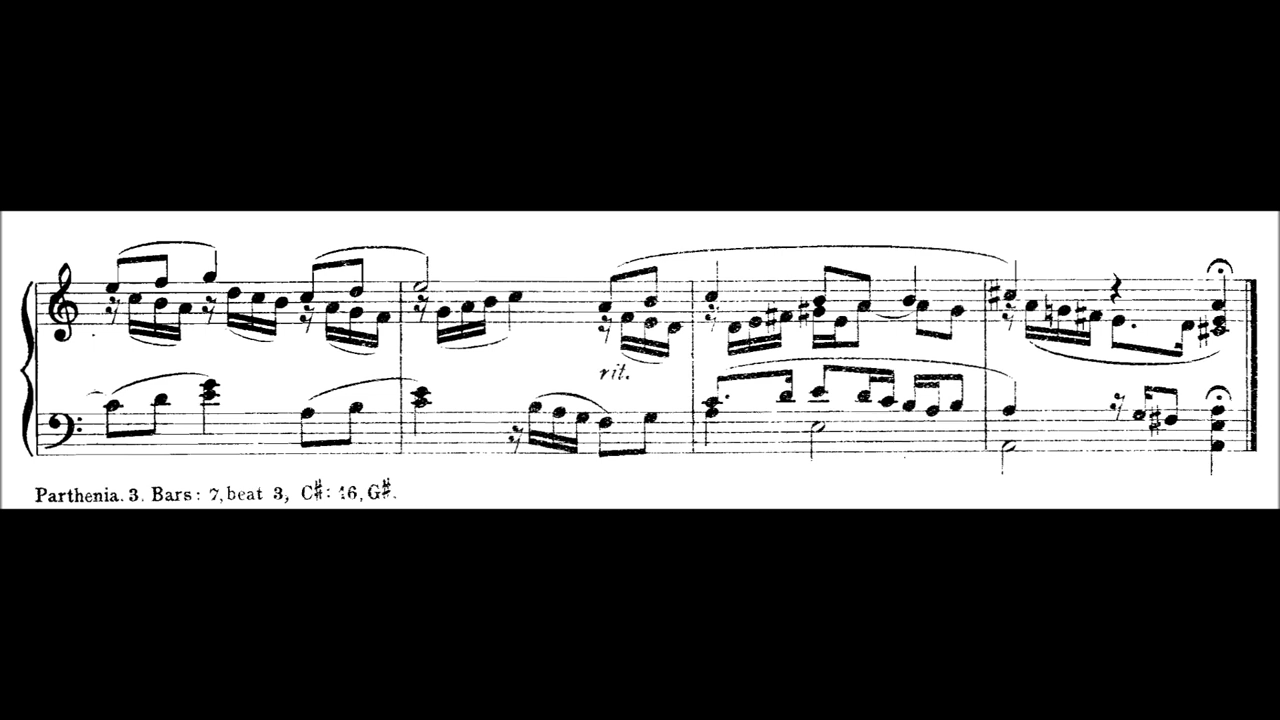 rit.
Parthenia. 3. Bars: 7, beat 3, C♯: 16, G♯.